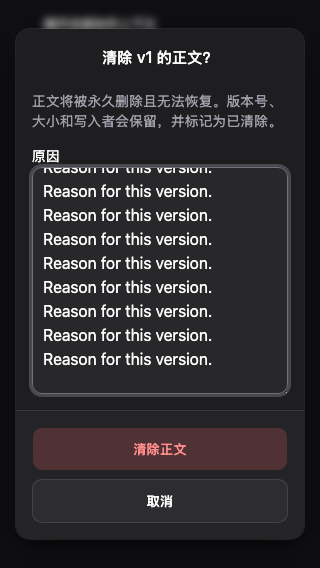 清除 v1 的正文?
正文将被永久删除且无法恢复。版本号、
大小和写入者会保留，并标记为已清除。
原因
Reason for this version.
Reason for this version.
Reason for this version.
Reason for this version.
Reason for this version.
Reason for this version.
Reason for this version.
Reason for this version.
Reason for this version.
清除正文
取消